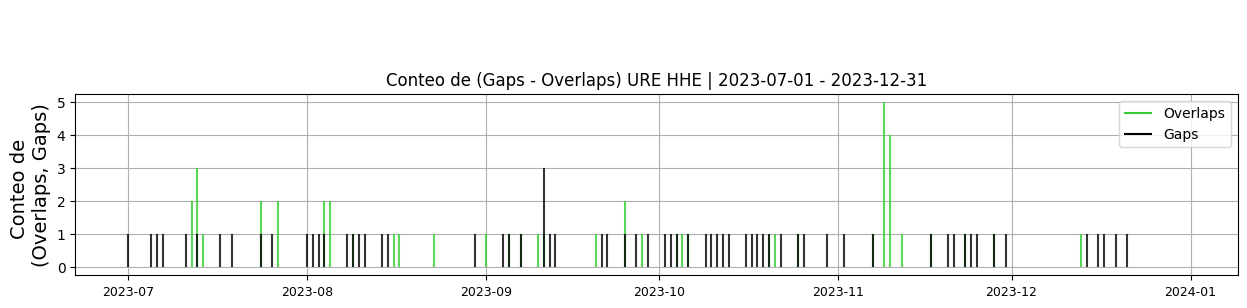 Conteo de (Gaps - Overlaps) URE HHE | 2023-07-01 - 2023-12-31
Conteo de
(Overlaps, Gaps)
5
4
3
2
1
0
Overlaps
Gaps
2023-07
2023-08
2023-09
2023-10
2023-11
2023-12
2024-01